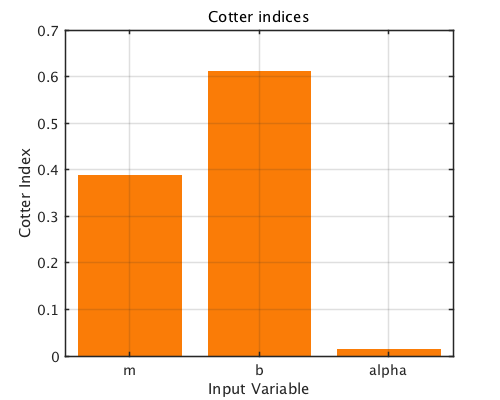 Cotter indices
0.7
0.6
0.5
0.4
0.3
0.2
0.1
0
Cotter Index
m b alpha
Input Variable